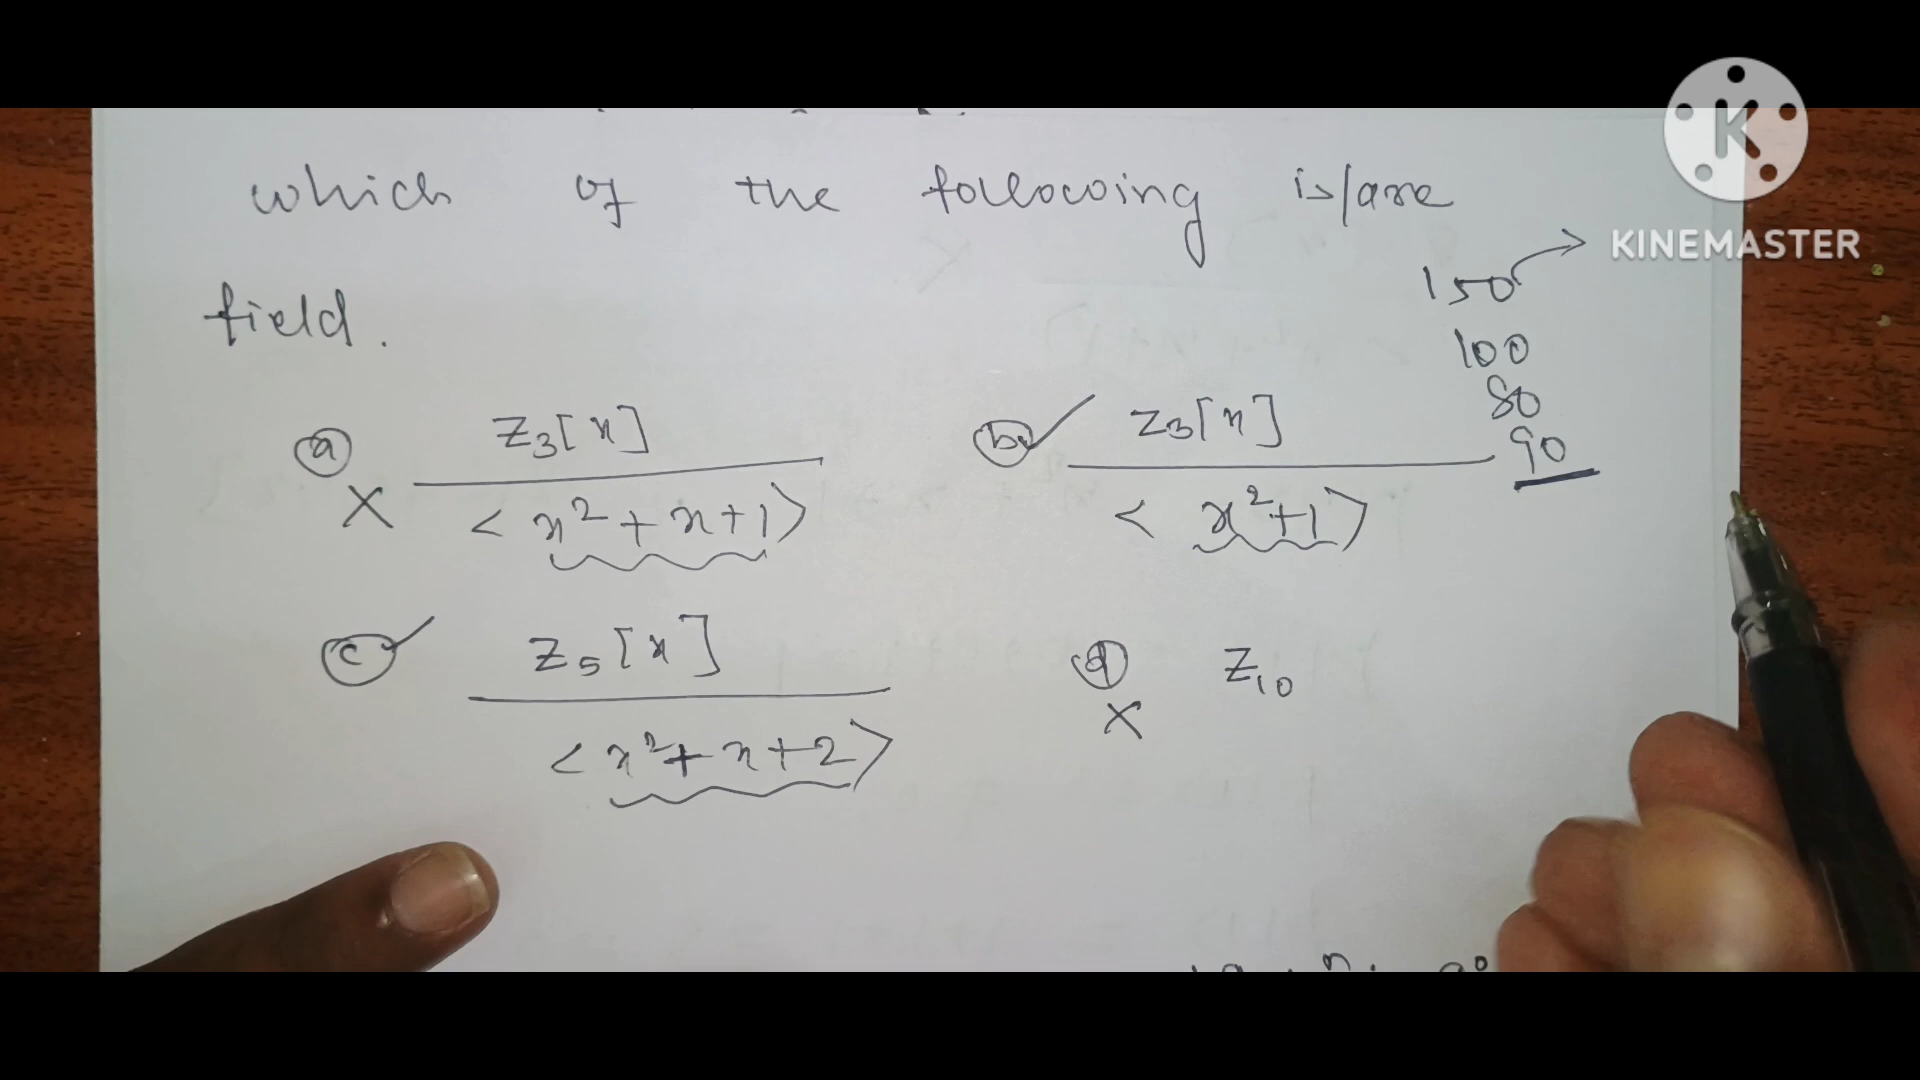 which of the following is/are
KINEMASTER
field.
150
100
80
90
(a) Z₃[x]
✗ < x² + x + 1 >
(b) ✓ Z₃[x]
< x² + 1 >
(c) ✓ Z₅[x]
< x² + x + 2 >
(d) Z₁₀
✗